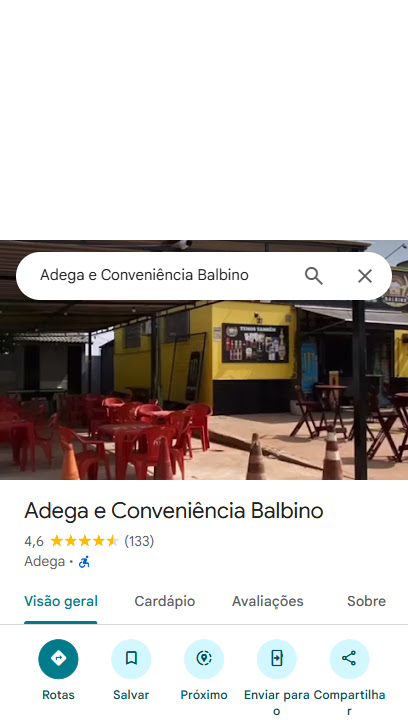 Adega e Conveniência Balbino
BALBINO
TEMOS TAMBÉM
Adega e Conveniência Balbino
4,6 (133)
Adega ·
Visão geral Cardápio Avaliações Sobre
Rotas Salvar Próximo Enviar para o Compartilhar